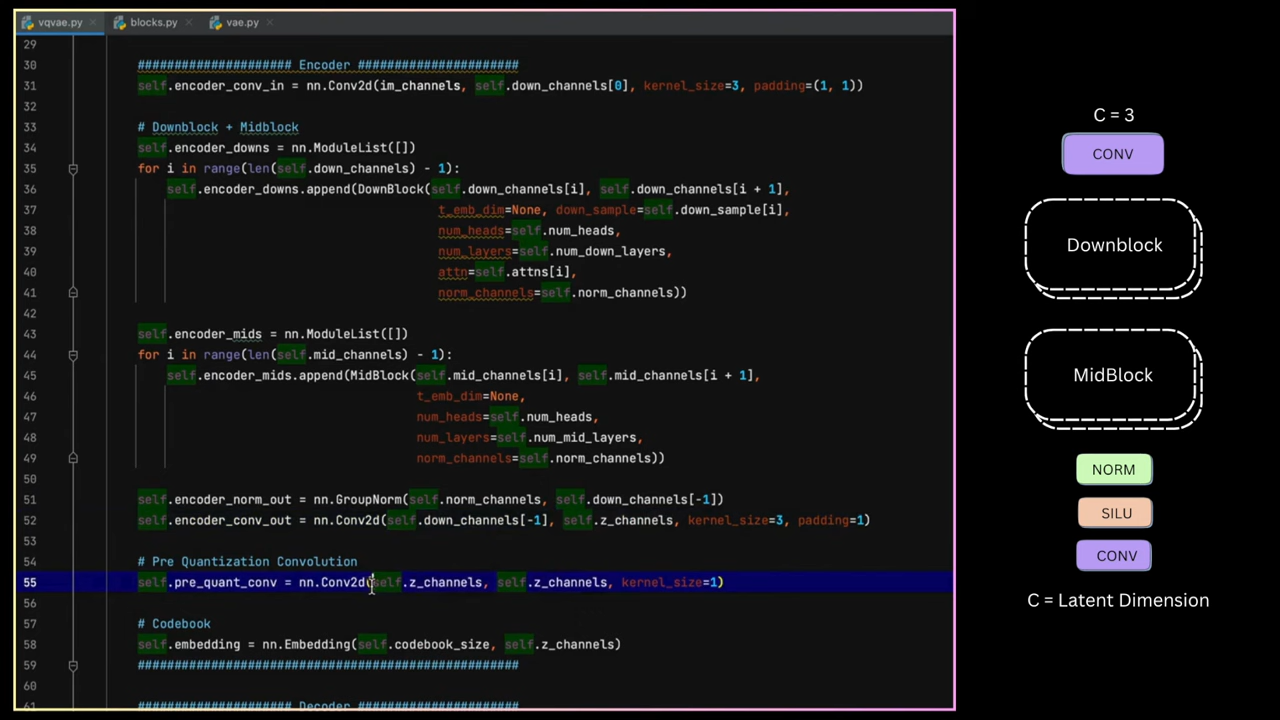 vqvae.py
blocks.py
vae.py
29
30 ##################### Encoder ######################
31 self.encoder_conv_in = nn.Conv2d(im_channels, self.down_channels[0], kernel_size=3, padding=(1, 1))
32
33 # Downblock + Midblock
34 self.encoder_downs = nn.ModuleList([])
35 for i in range(len(self.down_channels) - 1):
36 self.encoder_downs.append(DownBlock(self.down_channels[i], self.down_channels[i + 1],
37 t_emb_dim=None, down_sample=self.down_sample[i],
38 num_heads=self.num_heads,
39 num_layers=self.num_down_layers,
40 attn=self.attns[i],
41 norm_channels=self.norm_channels))
42
43 self.encoder_mids = nn.ModuleList([])
44 for i in range(len(self.mid_channels) - 1):
45 self.encoder_mids.append(MidBlock(self.mid_channels[i], self.mid_channels[i + 1],
46 t_emb_dim=None,
47 num_heads=self.num_heads,
48 num_layers=self.num_mid_layers,
49 norm_channels=self.norm_channels))
50
51 self.encoder_norm_out = nn.GroupNorm(self.norm_channels, self.down_channels[-1])
52 self.encoder_conv_out = nn.Conv2d(self.down_channels[-1], self.z_channels, kernel_size=3, padding=1)
53
54 # Pre Quantization Convolution
55 self.pre_quant_conv = nn.Conv2d(self.z_channels, self.z_channels, kernel_size=1)
56
57 # Codebook
58 self.embedding = nn.Embedding(self.codebook_size, self.z_channels)
59 ####################################################
60
61 ##################### Decoder ######################
C = 3
CONV
Downblock
MidBlock
NORM
SILU
CONV
C = Latent Dimension